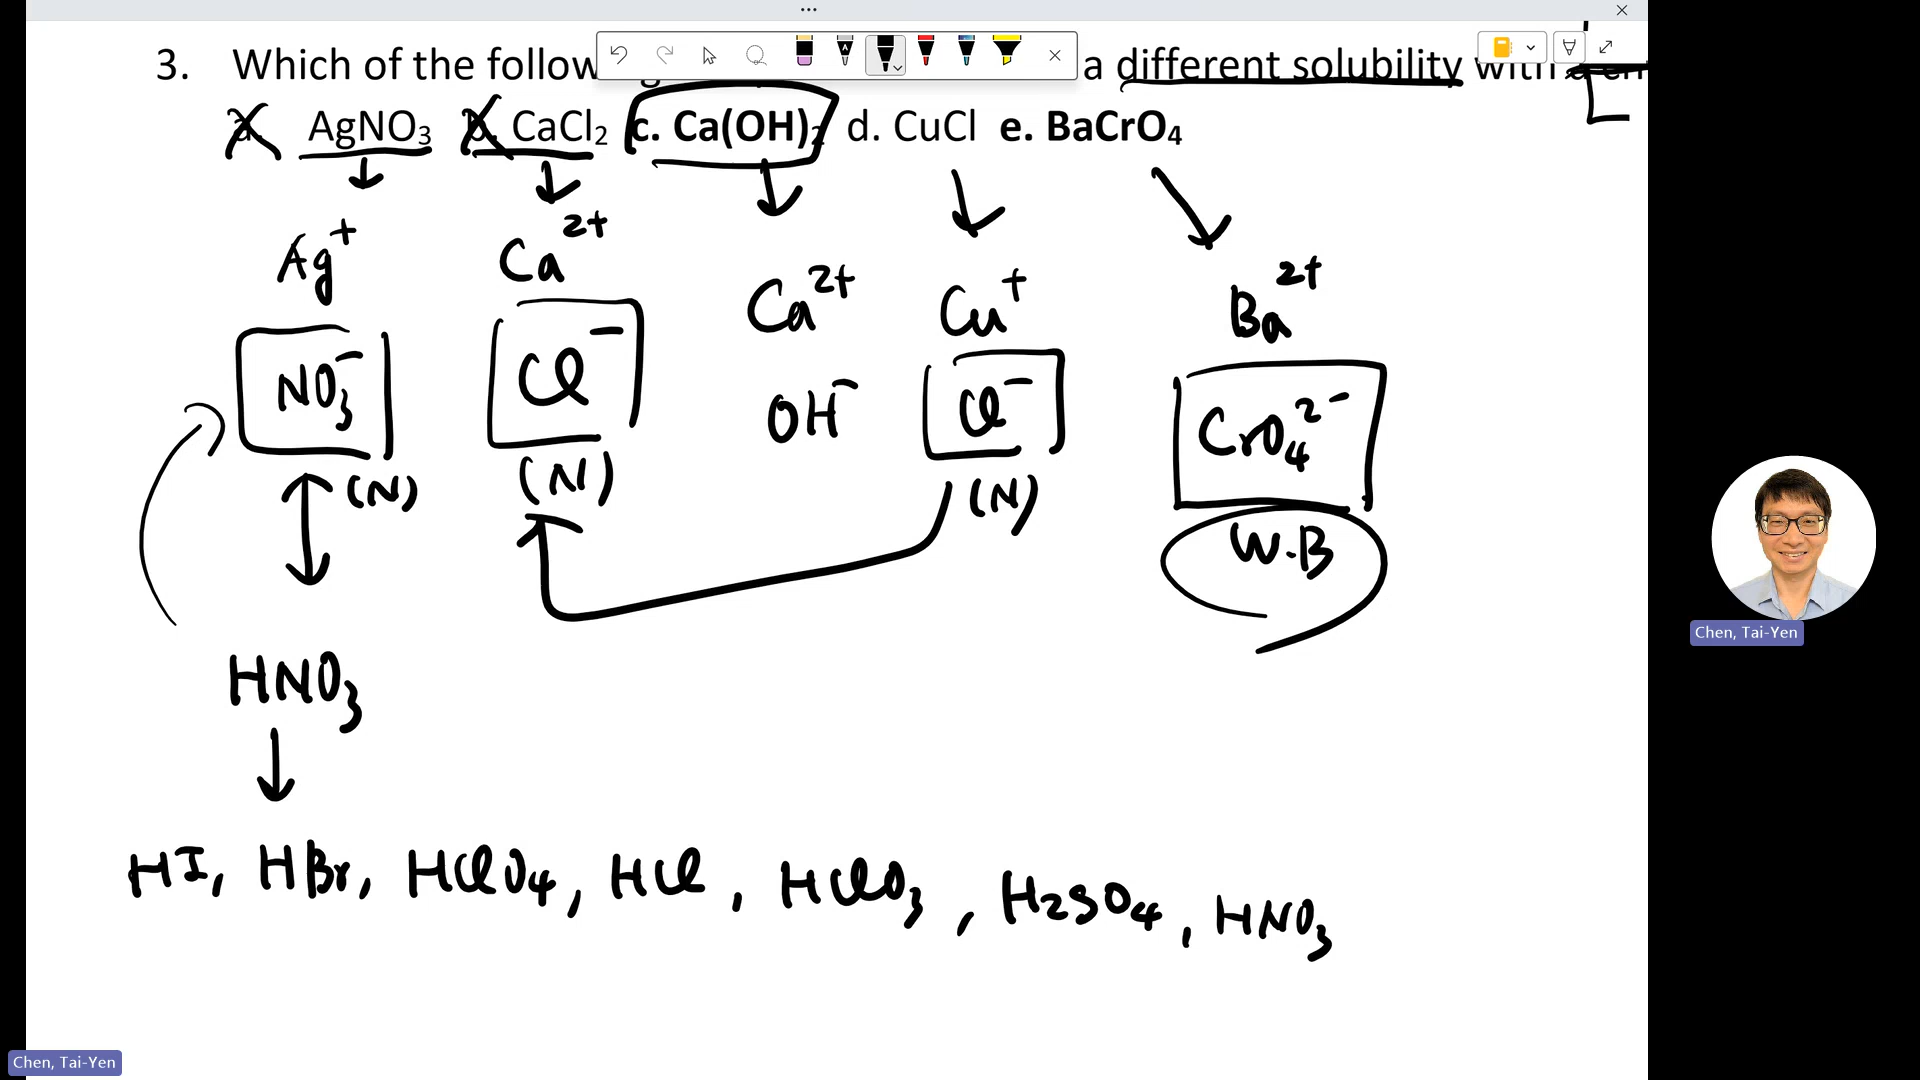 3. Which of the follow a different solubility with
a. AgNO3 b. CaCl2 c. Ca(OH)2 d. CuCl e. BaCrO4
Ag+ Ca2+ Ca2+ Cu+ Ba2+
NO3- Cl- OH- Cl- CrO42-
(N) (N) (N) W.B
HNO3
HI, HBr, HClO4, HCl, HClO3, H2SO4, HNO3
Chen, Tai-Yen
Chen, Tai-Yen